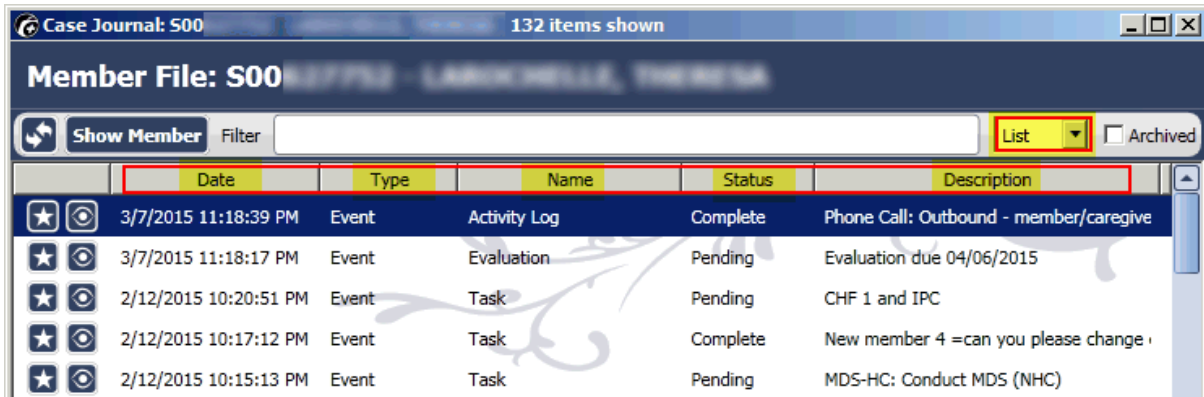 Case Journal: S00 132 items shown
Member File: S00
Show Member Filter List Archived
Date Type Name Status Description
3/7/2015 11:18:39 PM Event Activity Log Complete Phone Call: Outbound - member/caregive
3/7/2015 11:18:17 PM Event Evaluation Pending Evaluation due 04/06/2015
2/12/2015 10:20:51 PM Event Task Pending CHF 1 and IPC
2/12/2015 10:17:12 PM Event Task Complete New member 4 =can you please change
2/12/2015 10:15:13 PM Event Task Pending MDS-HC: Conduct MDS (NHC)